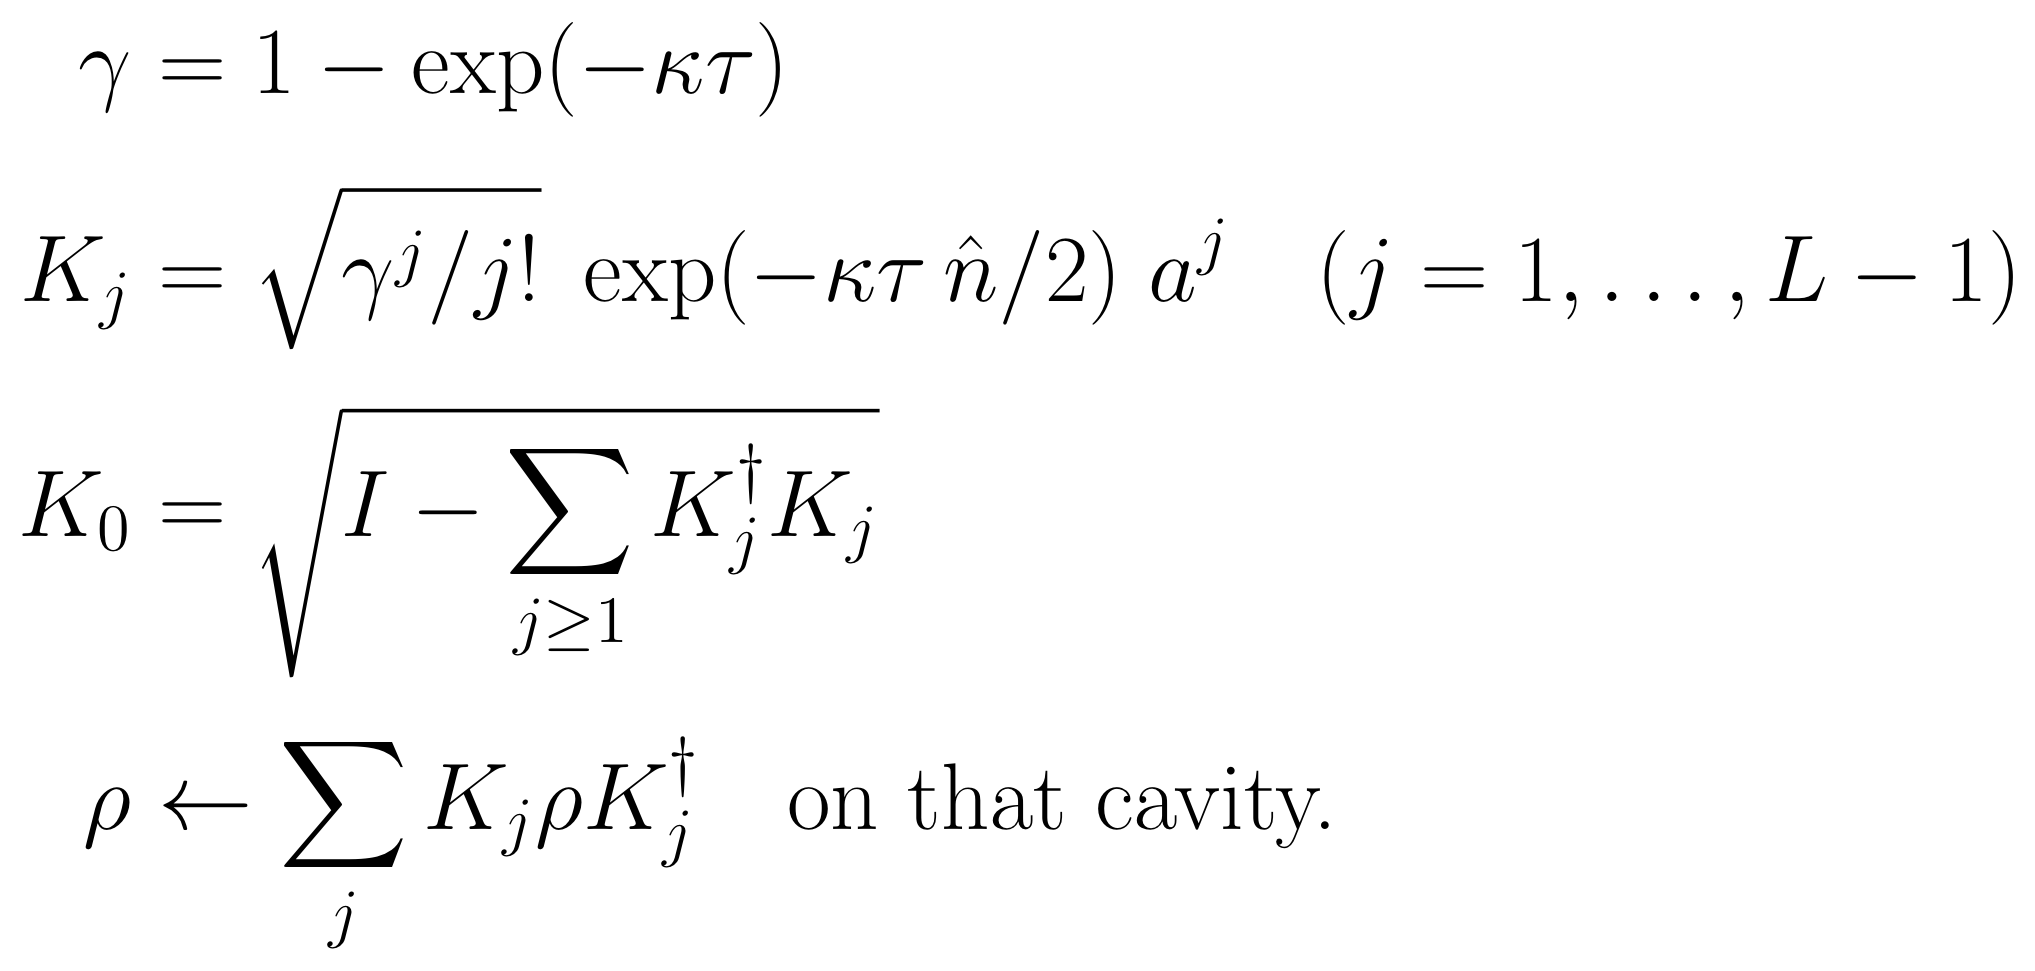 γ = 1 − exp(−κτ)
K_j = √(γ^j/j!) exp(−κτ n̂/2) a^j (j = 1, …, L − 1)
K_0 = √(I − ∑_{j≥1} K_j^† K_j)
ρ ← ∑_j K_j ρ K_j^† on that cavity.